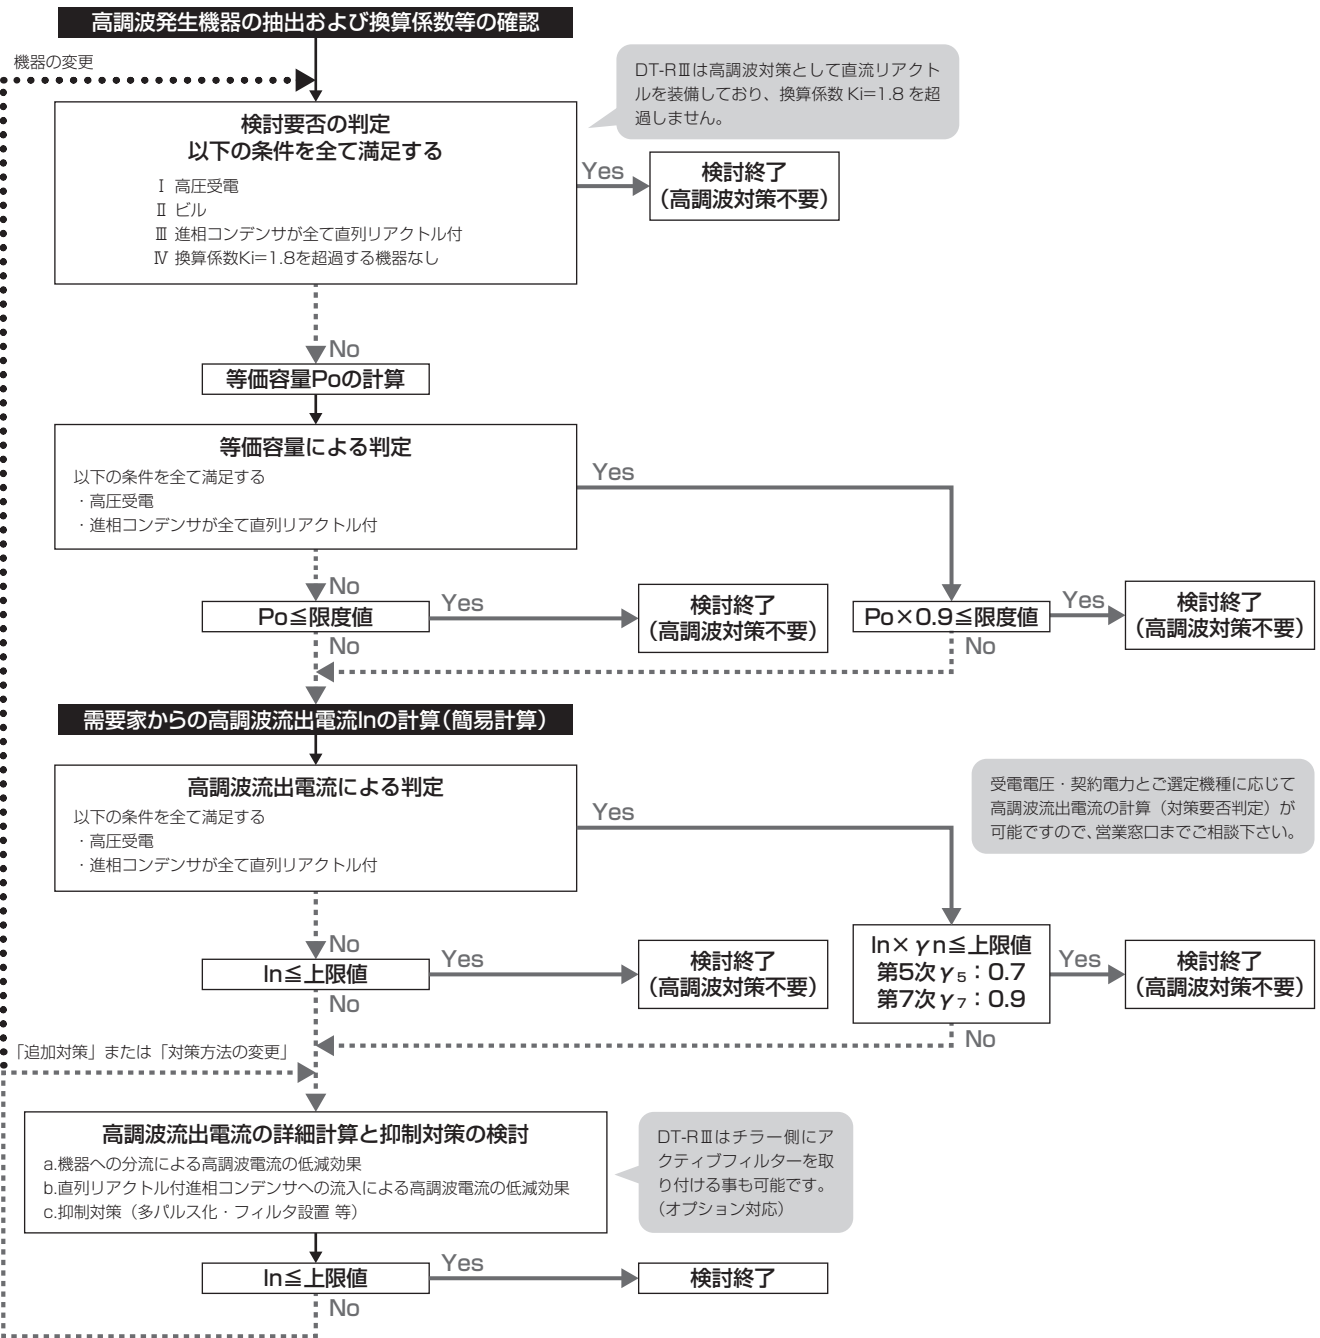 高調波発生機器の抽出および換算係数等の確認
機器の変更
DT-RⅢは高調波対策として直流リアクト
ルを装備しており、換算係数 Ki=1.8 を超
過しません。
検討要否の判定
以下の条件を全て満足する
Ⅰ 高圧受電
Ⅱ ビル
Ⅲ 進相コンデンサが全て直列リアクトル付
Ⅳ 換算係数Ki=1.8を超過する機器なし
Yes
検討終了
(高調波対策不要)
No
等価容量Poの計算
等価容量による判定
以下の条件を全て満足する
・高圧受電
・進相コンデンサが全て直列リアクトル付
Yes
No
Po≦限度値
Yes
検討終了
(高調波対策不要)
Po×0.9≦限度値
Yes
検討終了
(高調波対策不要)
No
No
需要家からの高調波流出電流Inの計算(簡易計算)
高調波流出電流による判定
以下の条件を全て満足する
・高圧受電
・進相コンデンサが全て直列リアクトル付
Yes
受電電圧・契約電力とご選定機種に応じて
高調波流出電流の計算（対策要否判定）が
可能ですので、営業窓口までご相談下さい。
No
In≦上限値
Yes
検討終了
(高調波対策不要)
In×γn≦上限値
第5次γ5：0.7
第7次γ7：0.9
Yes
検討終了
(高調波対策不要)
No
No
「追加対策」または「対策方法の変更」
高調波流出電流の詳細計算と抑制対策の検討
a.機器への分流による高調波電流の低減効果
b.直列リアクトル付進相コンデンサへの流入による高調波電流の低減効果
c.抑制対策（多パルス化・フィルタ設置 等）
DT-RⅢはチラー側にア
クティブフィルターを取
り付ける事も可能です。
（オプション対応）
In≦上限値
Yes
検討終了
No